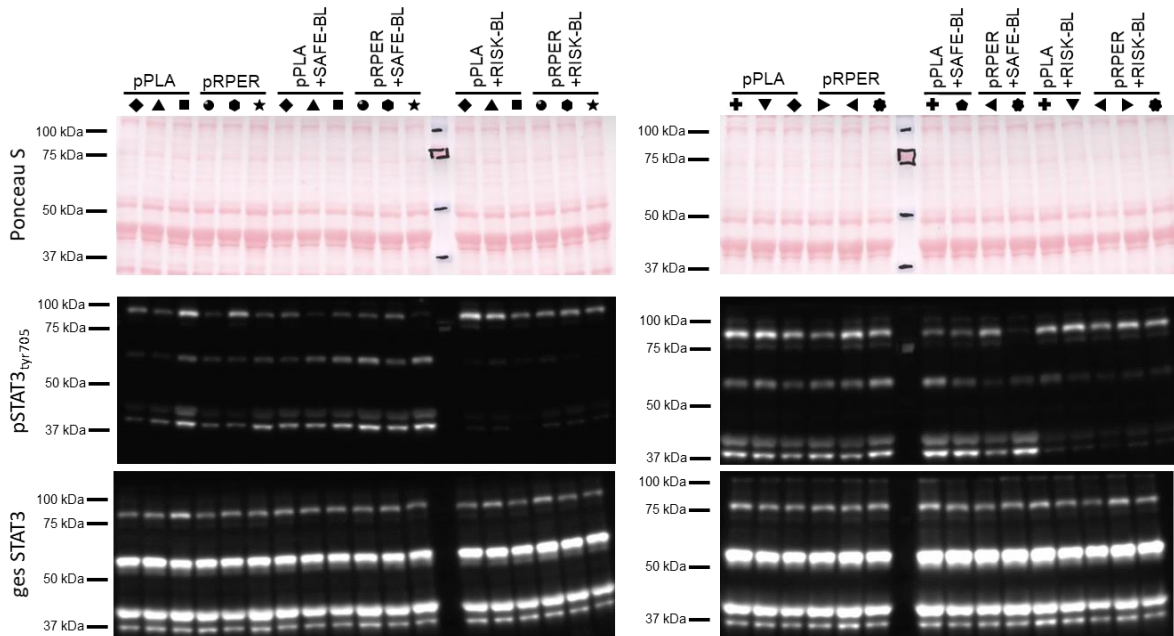 pPLA
pRPER
pPLA
+SAFE-BL
pRPER
+SAFE-BL
pPLA
+RISK-BL
pRPER
+RISK-BL
pPLA
pRPER
pPLA
+SAFE-BL
pRPER
+SAFE-BL
pPLA
+RISK-BL
pRPER
+RISK-BL
Ponceau S
100 kDa
75 kDa
50 kDa
37 kDa
100 kDa
75 kDa
50 kDa
37 kDa
pSTAT3tyr705
100 kDa
75 kDa
50 kDa
37 kDa
100 kDa
75 kDa
50 kDa
37 kDa
ges STAT3
100 kDa
75 kDa
50 kDa
37 kDa
100 kDa
75 kDa
50 kDa
37 kDa